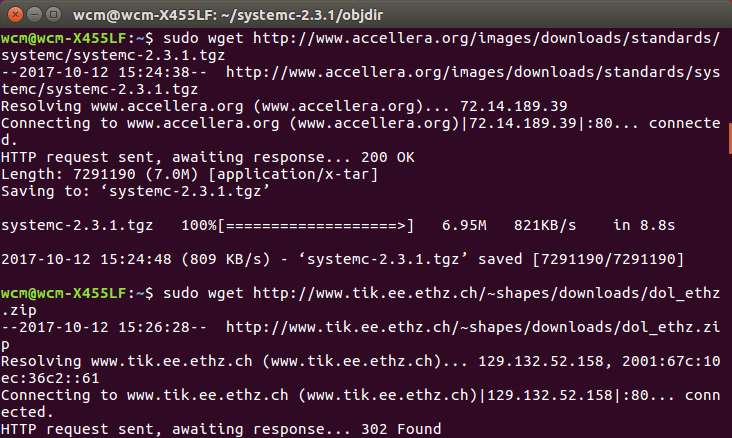 wcm@wcm-X455LF: ~/systemc-2.3.1/objdir
wcm@wcm-X455LF:~$ sudo wget http://www.accellera.org/images/downloads/standards/
systemc/systemc-2.3.1.tgz
--2017-10-12 15:24:38--  http://www.accellera.org/images/downloads/standards/sys
temc/systemc-2.3.1.tgz
Resolving www.accellera.org (www.accellera.org)... 72.14.189.39
Connecting to www.accellera.org (www.accellera.org)|72.14.189.39|:80... connecte
d.
HTTP request sent, awaiting response... 200 OK
Length: 7291190 (7.0M) [application/x-tar]
Saving to: ‘systemc-2.3.1.tgz’
systemc-2.3.1.tgz   100%[===================>]   6.95M   821KB/s    in 8.8s
2017-10-12 15:24:48 (809 KB/s) - ‘systemc-2.3.1.tgz’ saved [7291190/7291190]
wcm@wcm-X455LF:~$ sudo wget http://www.tik.ee.ethz.ch/~shapes/downloads/dol_ethz
.zip
--2017-10-12 15:26:28--  http://www.tik.ee.ethz.ch/~shapes/downloads/dol_ethz.zi
p
Resolving www.tik.ee.ethz.ch (www.tik.ee.ethz.ch)... 129.132.52.158, 2001:67c:10
ec:36c2::61
Connecting to www.tik.ee.ethz.ch (www.tik.ee.ethz.ch)|129.132.52.158|:80... conn
ected.
HTTP request sent, awaiting response... 302 Found